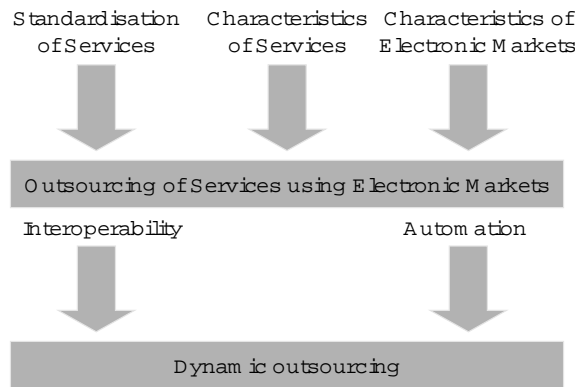 Standardisation
of Services
Characteristics
of Services
Characteristics of
Electronic Markets
Outsourcing of Services using Electronic Markets
Interoperability
Automation
Dynamic outsourcing